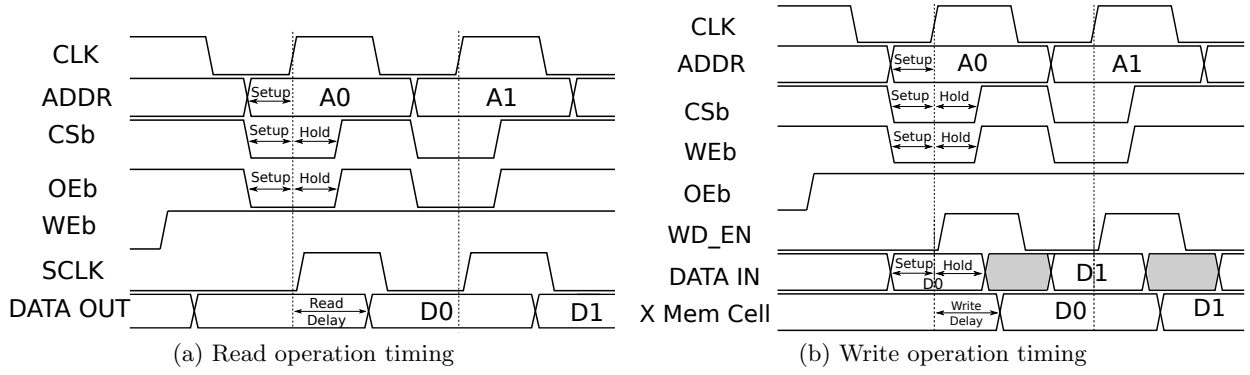 CLK
ADDR
Setup
A0
A1
CSb
Setup
Hold
OEb
Setup
Hold
WEb
SCLK
DATA OUT
Read
Delay
D0
D1
(a) Read operation timing
CLK
ADDR
Setup
A0
A1
CSb
Setup
Hold
WEb
Setup
Hold
OEb
WD_EN
DATA IN
Setup
Hold
D0
D1
X Mem Cell
Write
Delay
D0
D1
(b) Write operation timing